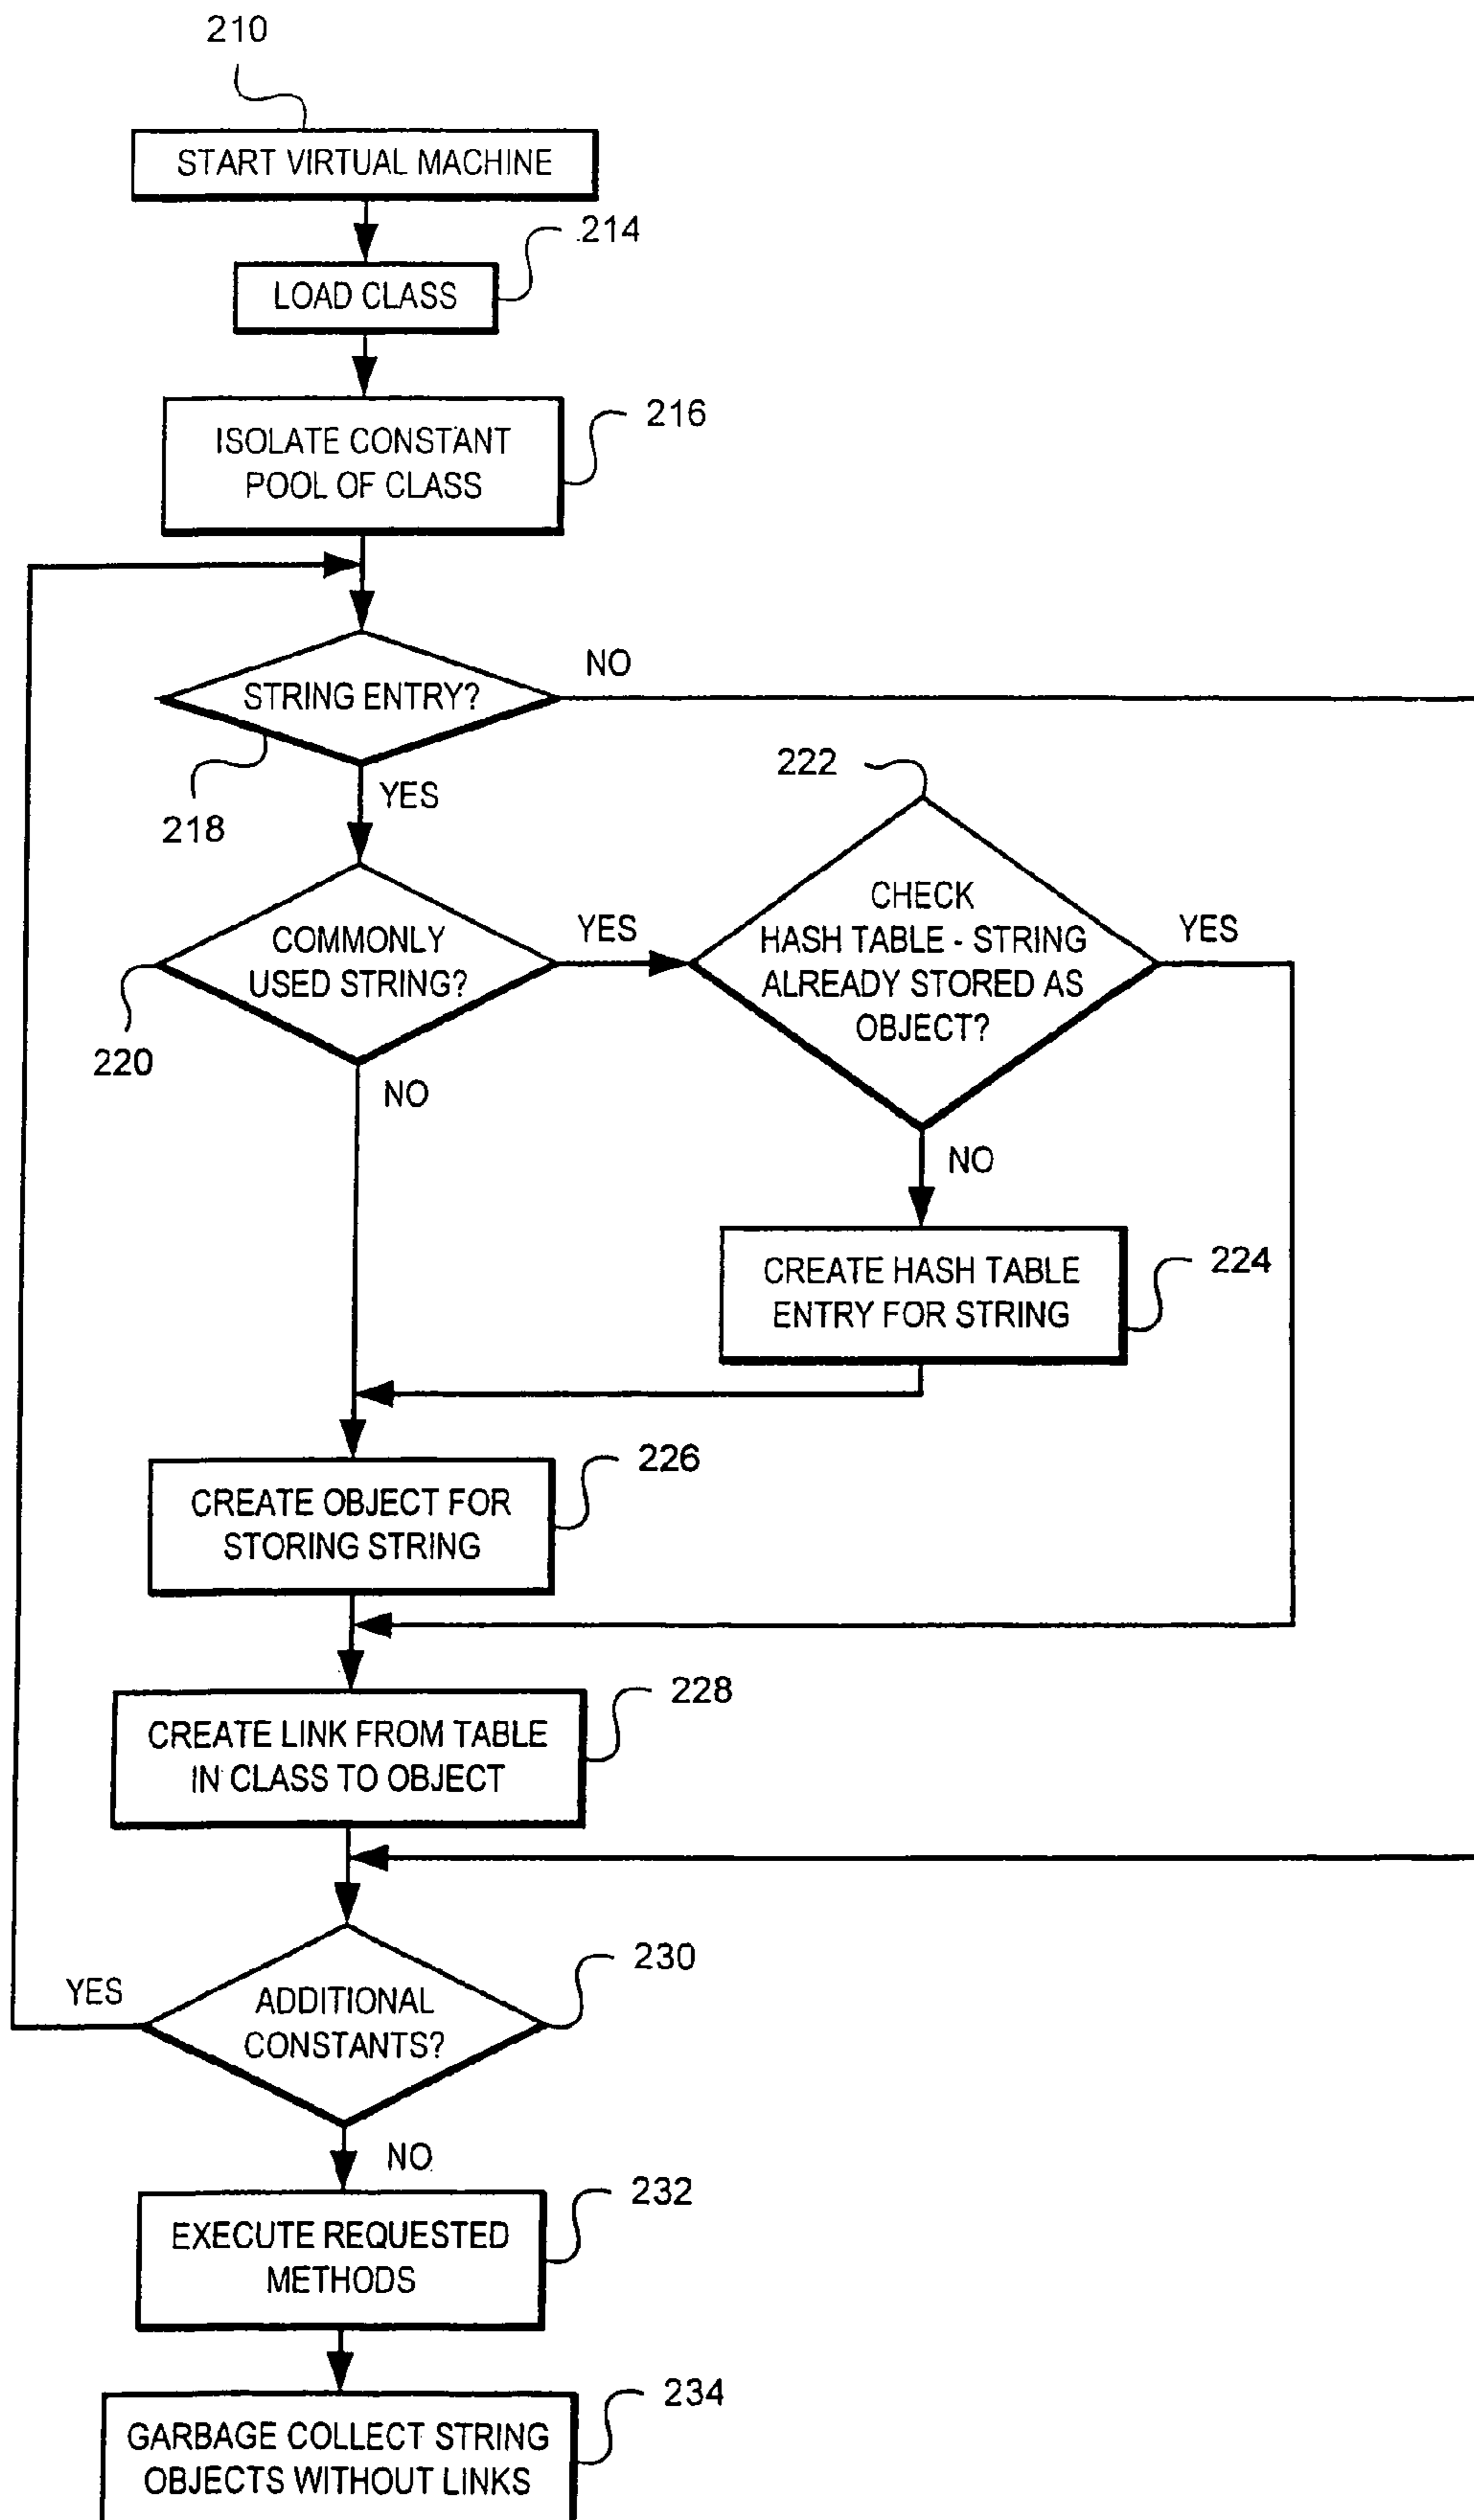 210
START VIRTUAL MACHINE
214
LOAD CLASS
216
ISOLATE CONSTANT
POOL OF CLASS
NO
STRING ENTRY?
218
YES
222
COMMONLY
USED STRING?
220
YES
CHECK
HASH TABLE - STRING
ALREADY STORED AS
OBJECT?
YES
NO
NO
CREATE HASH TABLE
ENTRY FOR STRING
224
226
CREATE OBJECT FOR
STORING STRING
228
CREATE LINK FROM TABLE
IN CLASS TO OBJECT
230
YES
ADDITIONAL
CONSTANTS?
NO
232
EXECUTE REQUESTED
METHODS
234
GARBAGE COLLECT STRING
OBJECTS WITHOUT LINKS